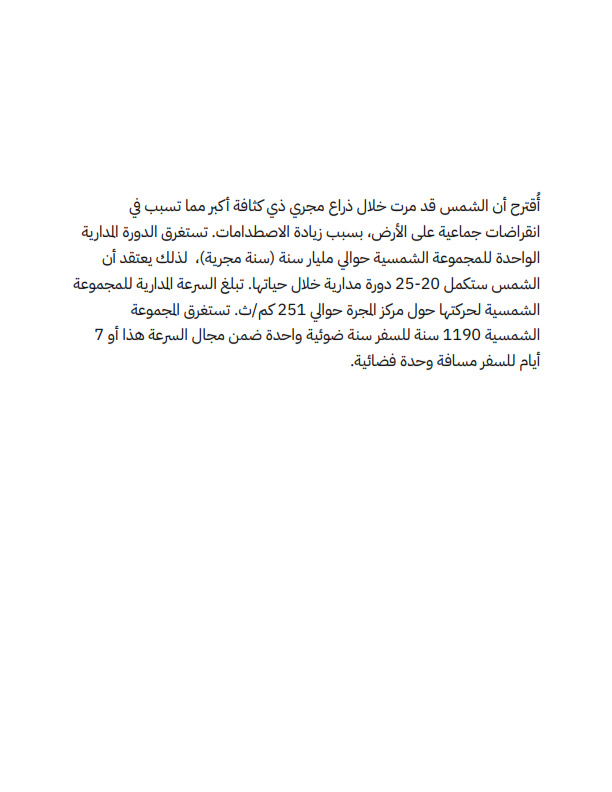 أُقترح أن الشمس قد مرت خلال ذراع مجري ذي كثافة أكبر مما تسبب في
انقراضات جماعية على الأرض، بسبب زيادة الاصطدامات. تستغرق الدورة المدارية
الواحدة للمجموعة الشمسية حوالي مليار سنة (سنة مجرية)، لذلك يعتقد أن
الشمس ستكمل 20-25 دورة مدارية خلال حياتها. تبلغ السرعة المدارية للمجموعة
الشمسية لحركتها حول مركز المجرة حوالي 251 كم/ث. تستغرق المجموعة
الشمسية 1190 سنة للسفر سنة ضوئية واحدة ضمن مجال السرعة هذا أو 7
أيام للسفر مسافة وحدة فضائية.